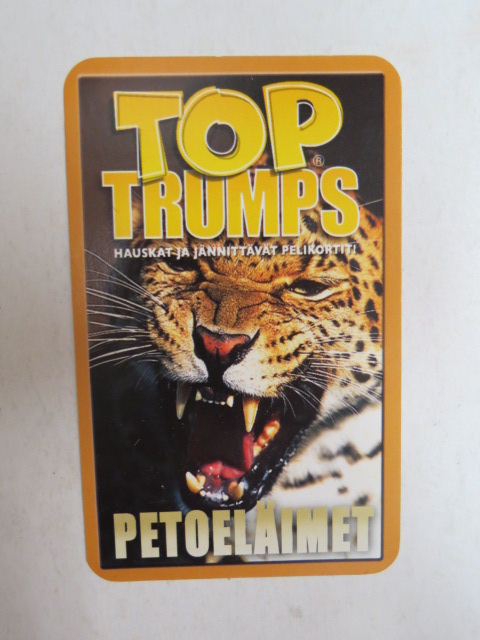 TOP
TRUMPS
®
HAUSKAT JA JÄNNITTÄVÄT PELIKORTIT!
PETOELÄIMET